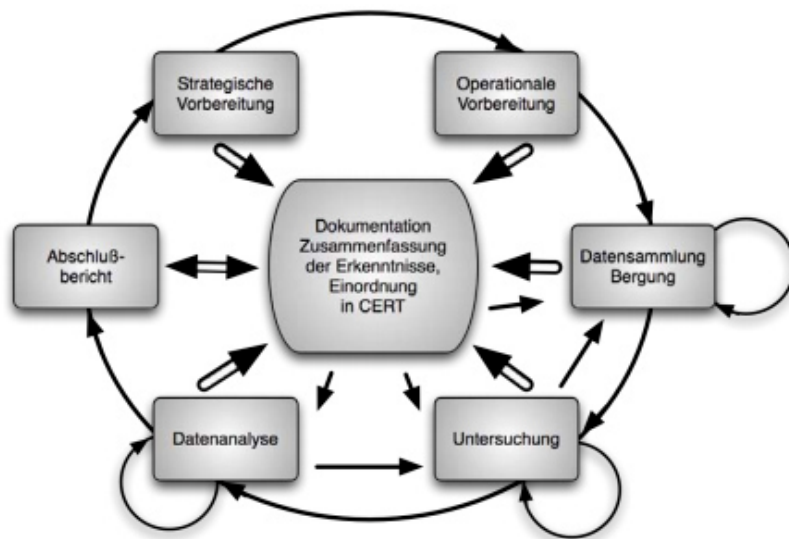 Strategische
Vorbereitung
Operationale
Vorbereitung
Dokumentation
Zusammenfassung
der Erkenntnisse,
Einordnung
in CERT
Abschluß-
bericht
Datensammlung
Bergung
Datenanalyse
Untersuchung